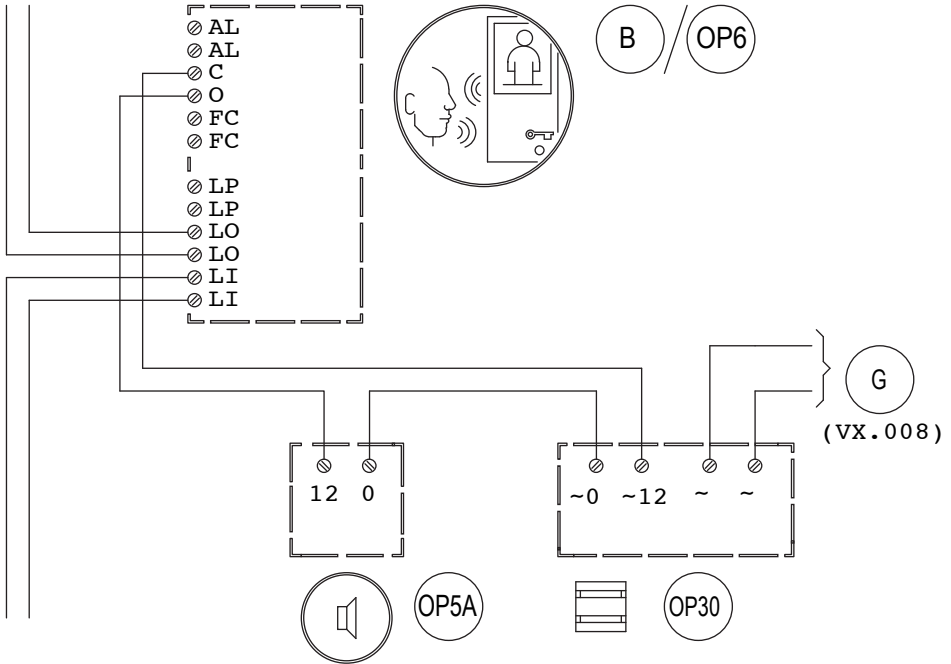 AL
AL
C
O
FC
FC
LP
LP
LO
LO
LI
LI
B / OP6
G
(VX.008)
12 0
~0 ~12 ~ ~
OP5A
OP30